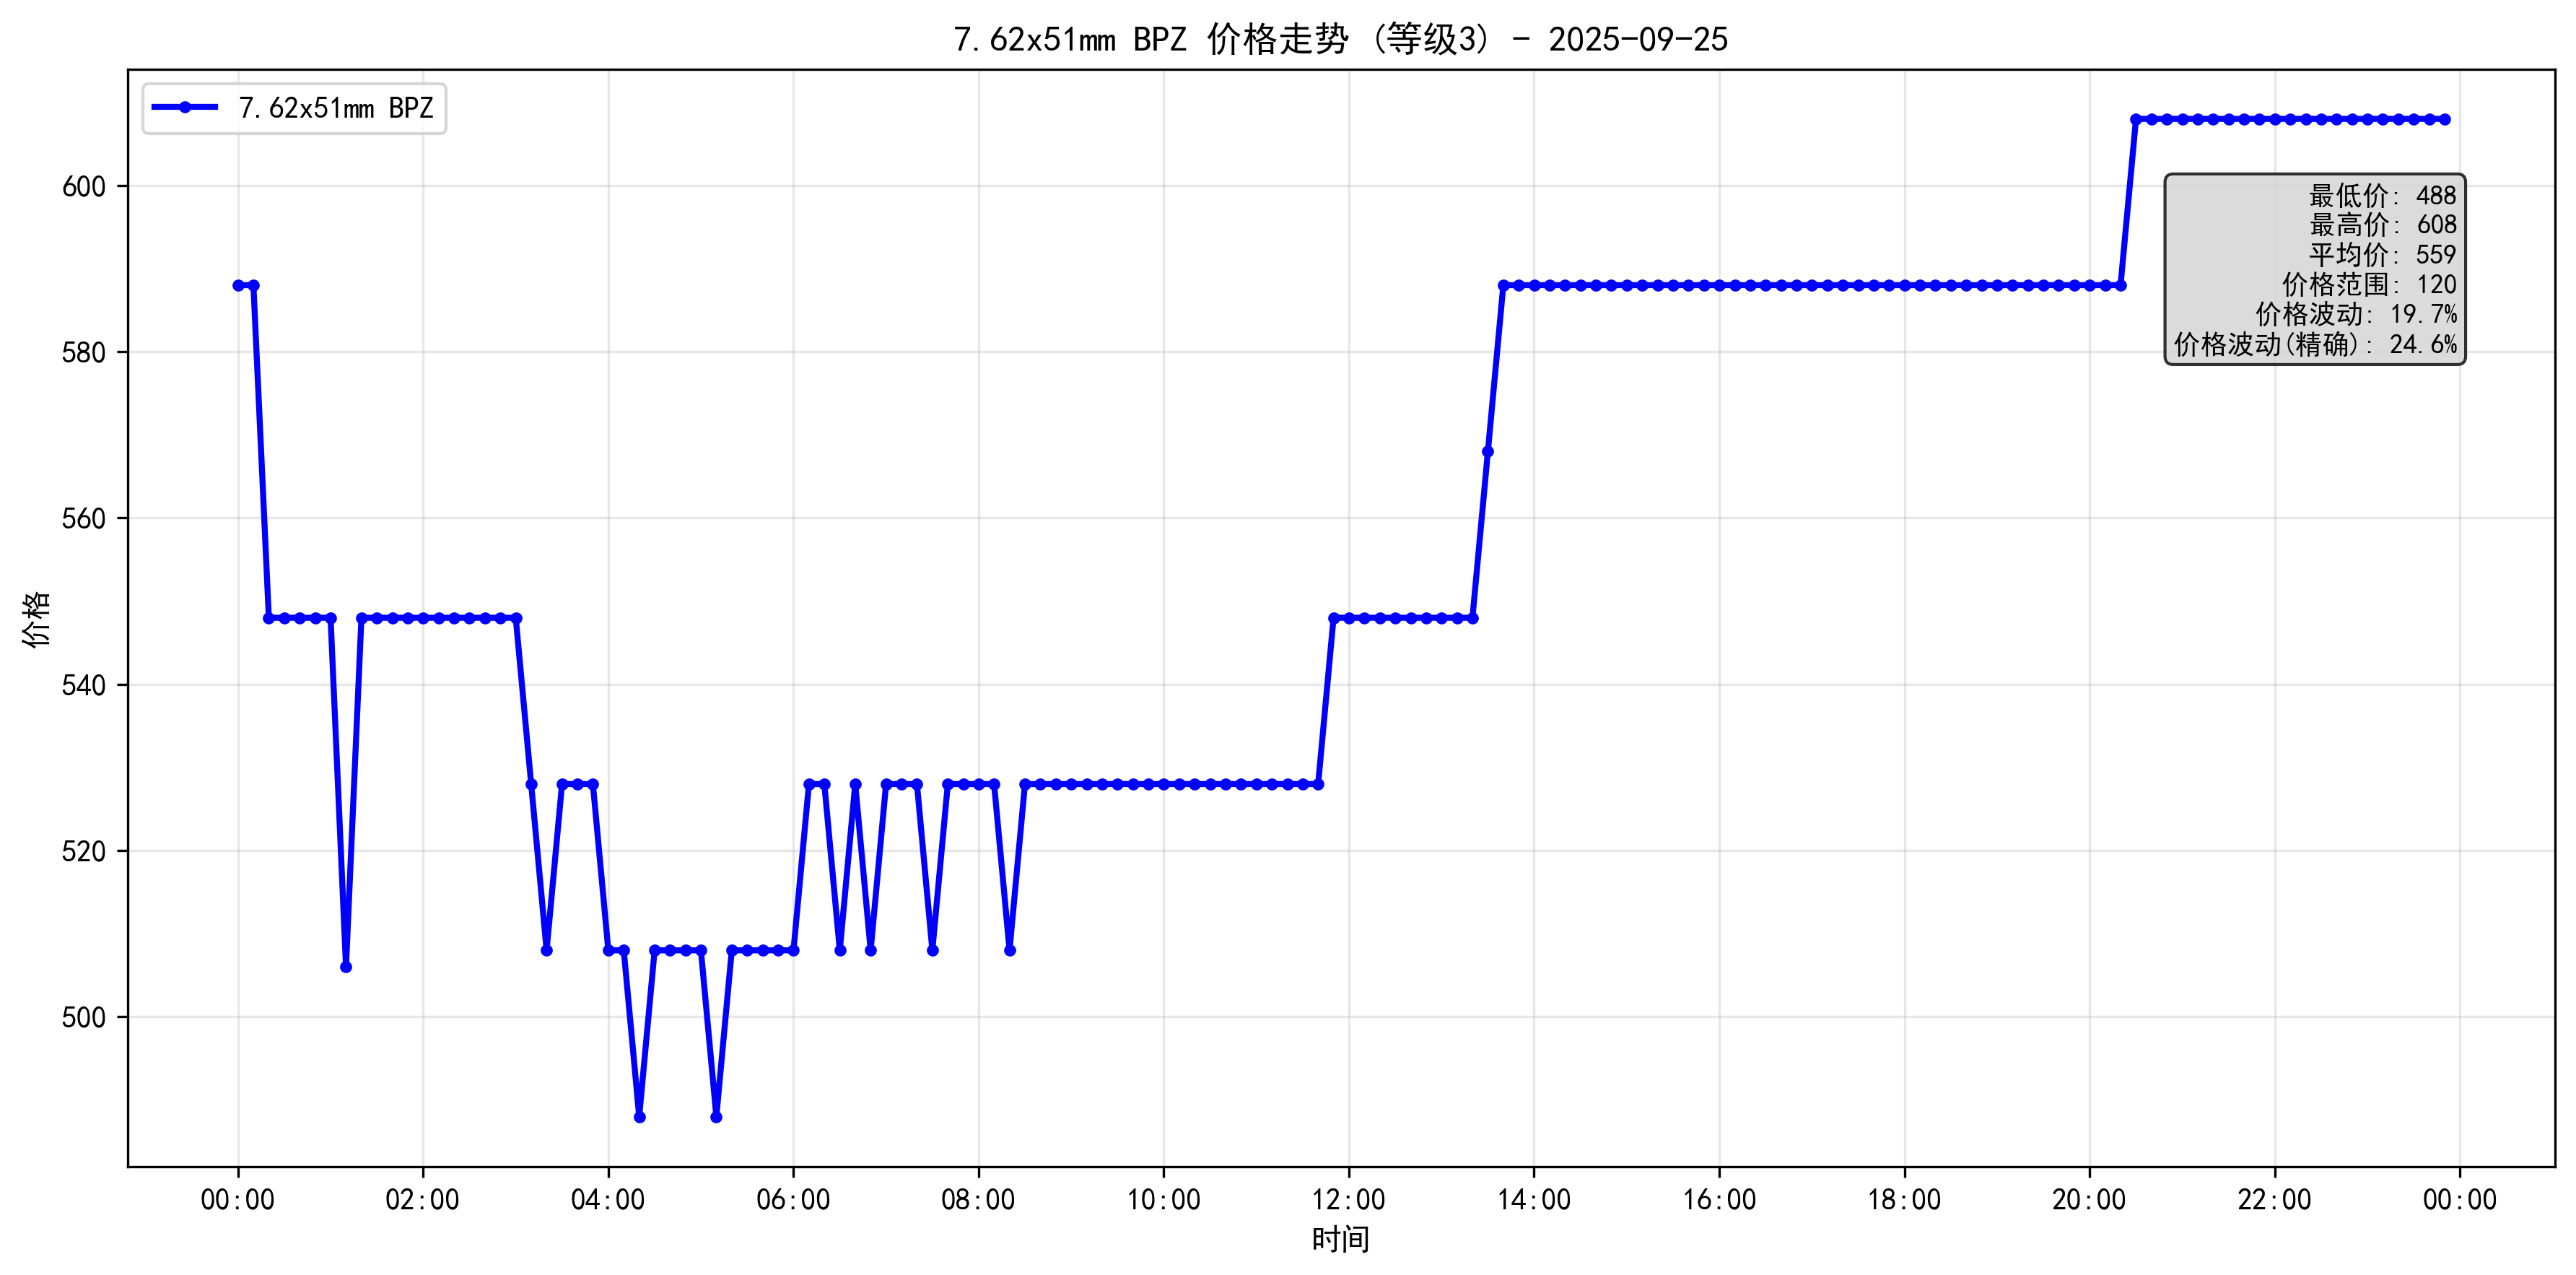 7.62x51mm BPZ 价格走势 (等级3) - 2025-09-25
7.62x51mm BPZ
最低价: 488
最高价: 608
平均价: 559
价格范围: 120
价格波动: 19.7%
价格波动(精确): 24.6%
价格
600
580
560
540
520
500
00:00 02:00 04:00 06:00 08:00 10:00 12:00 14:00 16:00 18:00 20:00 22:00 00:00
时间